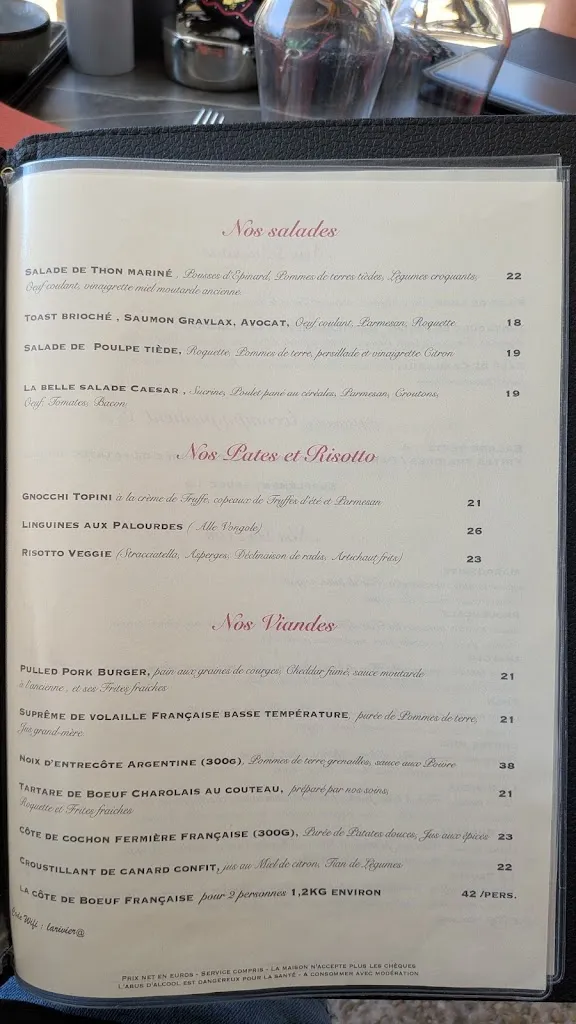 Nos salades
SALADE DE THON MARINÉ , Pousses d'Epinard, Pommes de terres tièdes, Légumes croquants, 22
Oeuf coulant, vinaigrette miel moutarde ancienne.
TOAST BRIOCHÉ , SAUMON GRAVLAX, AVOCAT, Oeuf coulant, Parmesan, Roquette 18
SALADE DE POULPE TIÈDE, Roquette, Pommes de terre, persillade et vinaigrette Citron 19
LA BELLE SALADE CAESAR , Sucrine, Poulet pané au céréales, Parmesan, Croutons, 19
Oeuf, Tomates, Bacon
Nos Pates et Risotto
GNOCCHI TOPINI à la crème de Truffe, copeaux de Truffes d'été et Parmesan 21
LINGUINES AUX PALOURDES ( Alle Vongole) 26
RISOTTO VEGGIE (Stracciatella, Asperges, Déclinaison de radis, Artichaut frits) 23
Nos Viandes
PULLED PORK BURGER, pain aux graines de courges, Cheddar fumé, sauce moutarde 21
à l'ancienne , et ses Frites fraiches
SUPRÊME DE VOLAILLE FRANÇAISE BASSE TEMPÉRATURE, purée de Pommes de terre, 21
Jus grand-mère
NOIX D'ENTRECÔTE ARGENTINE (300G), Pommes de terre grenailles, sauce aux Poivre 38
TARTARE DE BOEUF CHAROLAIS AU COUTEAU, préparé par nos soins, 21
Roquette et Frites fraiches
CÔTE DE COCHON FERMIÈRE FRANÇAISE (300G), Purée de Patates douces, Jus aux épices 23
CROUSTILLANT DE CANARD CONFIT, jus au Miel de citron, Tian de Légumes 22
LA CÔTE DE BOEUF FRANÇAISE pour 2 personnes 1,2KG ENVIRON 42 /PERS.
Code Wifi : larivier@
PRIX NET EN EUROS - SERVICE COMPRIS - LA MAISON N'ACCEPTE PLUS LES CHÈQUES
L'ABUS D'ALCOOL EST DANGEREUX POUR LA SANTÉ - A CONSOMMER AVEC MODÉRATION